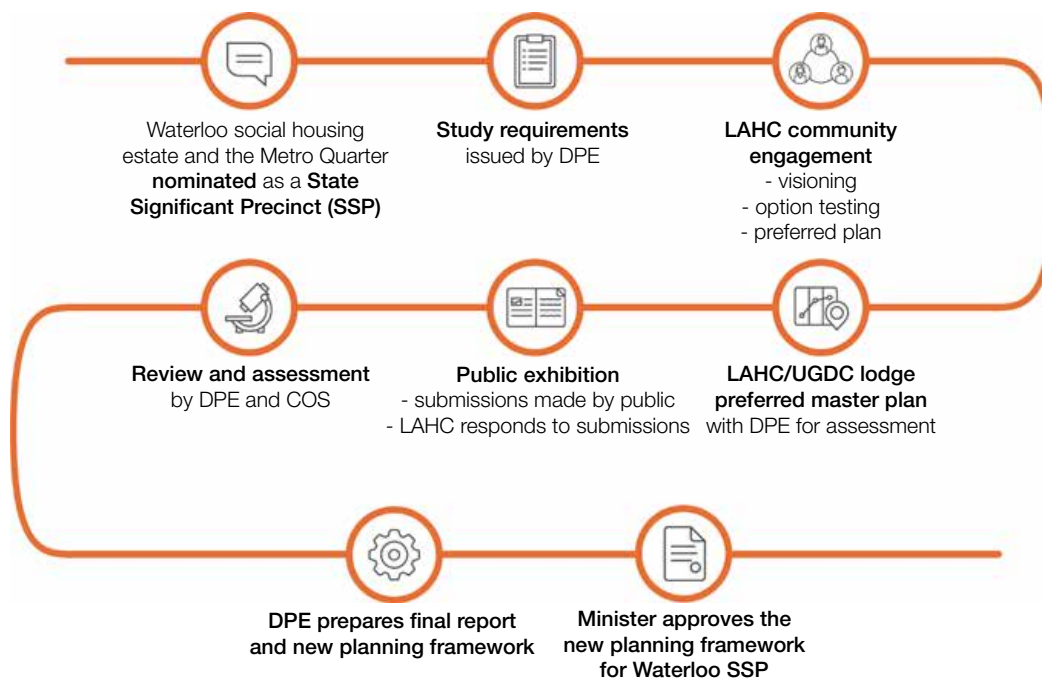 Waterloo social housing
estate and the Metro Quarter
nominated as a State
Significant Precinct (SSP)
Study requirements
issued by DPE
LAHC community
engagement
- visioning
- option testing
- preferred plan
LAHC/UGDC lodge
preferred master plan
with DPE for assessment
Public exhibition
- submissions made by public
- LAHC responds to submissions
Review and assessment
by DPE and COS
DPE prepares final report
and new planning framework
Minister approves the
new planning framework
for Waterloo SSP